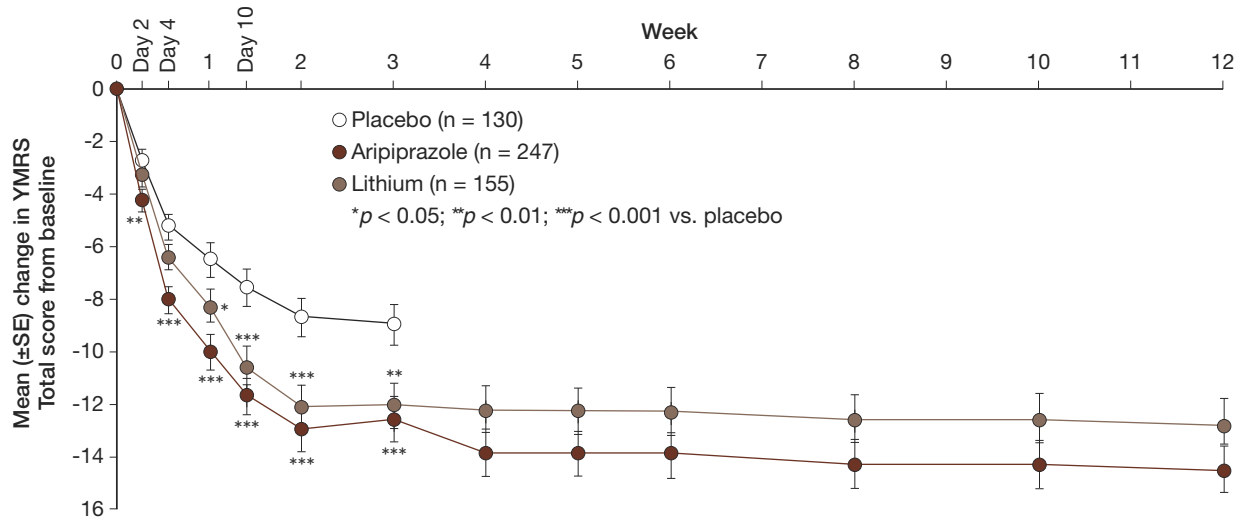 Week
0 Day 2 Day 4 1 Day 10 2 3 4 5 6 7 8 9 10 11 12
Mean (±SE) change in YMRS
Total score from baseline
0
-2
-4
-6
-8
-10
-12
-14
16
Placebo (n = 130)
Aripiprazole (n = 247)
Lithium (n = 155)
*p < 0.05; **p < 0.01; ***p < 0.001 vs. placebo
**
***
*
***
***
***
***
***
**
***